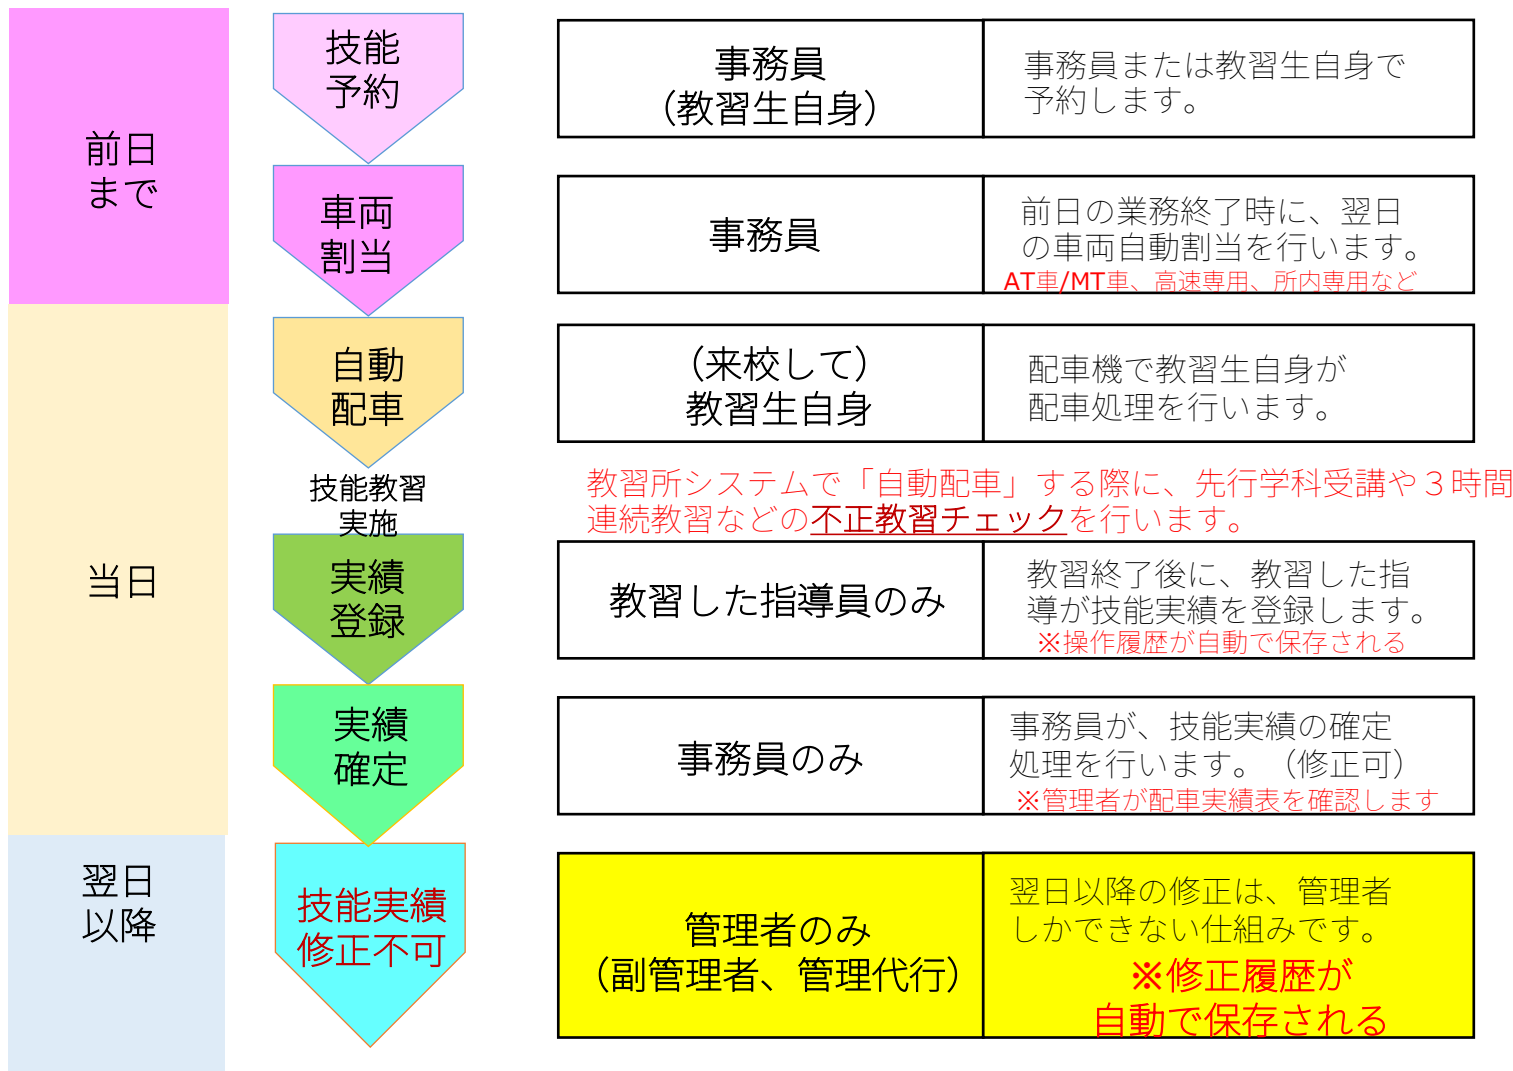 前日
まで
技能
予約
事務員
（教習生自身）
事務員または教習生自身で
予約します。
車両
割当
事務員
前日の業務終了時に、翌日
の車両自動割当を行います。
AT車/MT車、高速専用、所内専用など
当日
自動
配車
（来校して）
教習生自身
配車機で教習生自身が
配車処理を行います。
技能教習
実施
教習所システムで「自動配車」する際に、先行学科受講や３時間
連続教習などの不正教習チェックを行います。
実績
登録
教習した指導員のみ
教習終了後に、教習した指
導が技能実績を登録します。
※操作履歴が自動で保存される
実績
確定
事務員のみ
事務員が、技能実績の確定
処理を行います。（修正可）
※管理者が配車実績表を確認します
翌日
以降
技能実績
修正不可
管理者のみ
（副管理者、管理代行）
翌日以降の修正は、管理者
しかできない仕組みです。
※修正履歴が
自動で保存される